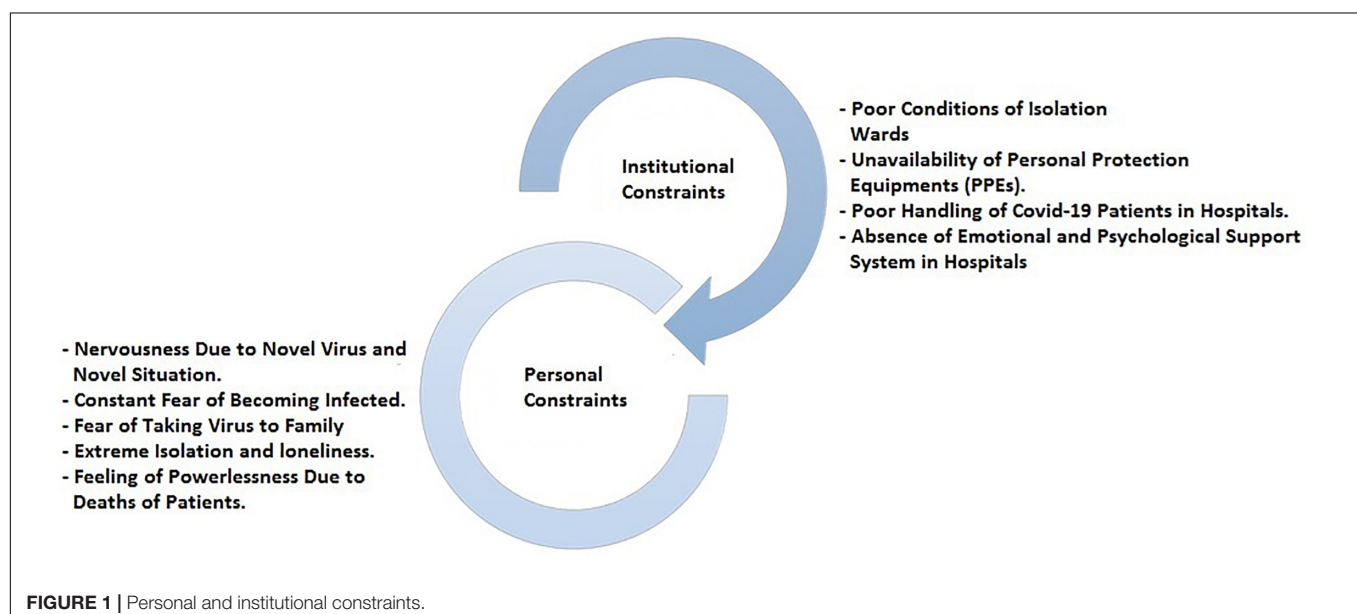 Institutional
Constraints
- Poor Conditions of Isolation
Wards
- Unavailability of Personal Protection
Equipments (PPEs).
- Poor Handling of Covid-19 Patients in Hospitals.
- Absence of Emotional and Psychological Support
System in Hospitals
Personal
Constraints
- Nervousness Due to Novel Virus and
Novel Situation.
- Constant Fear of Becoming Infected.
- Fear of Taking Virus to Family
- Extreme Isolation and loneliness.
- Feeling of Powerlessness Due to
Deaths of Patients.
FIGURE 1 | Personal and institutional constraints.